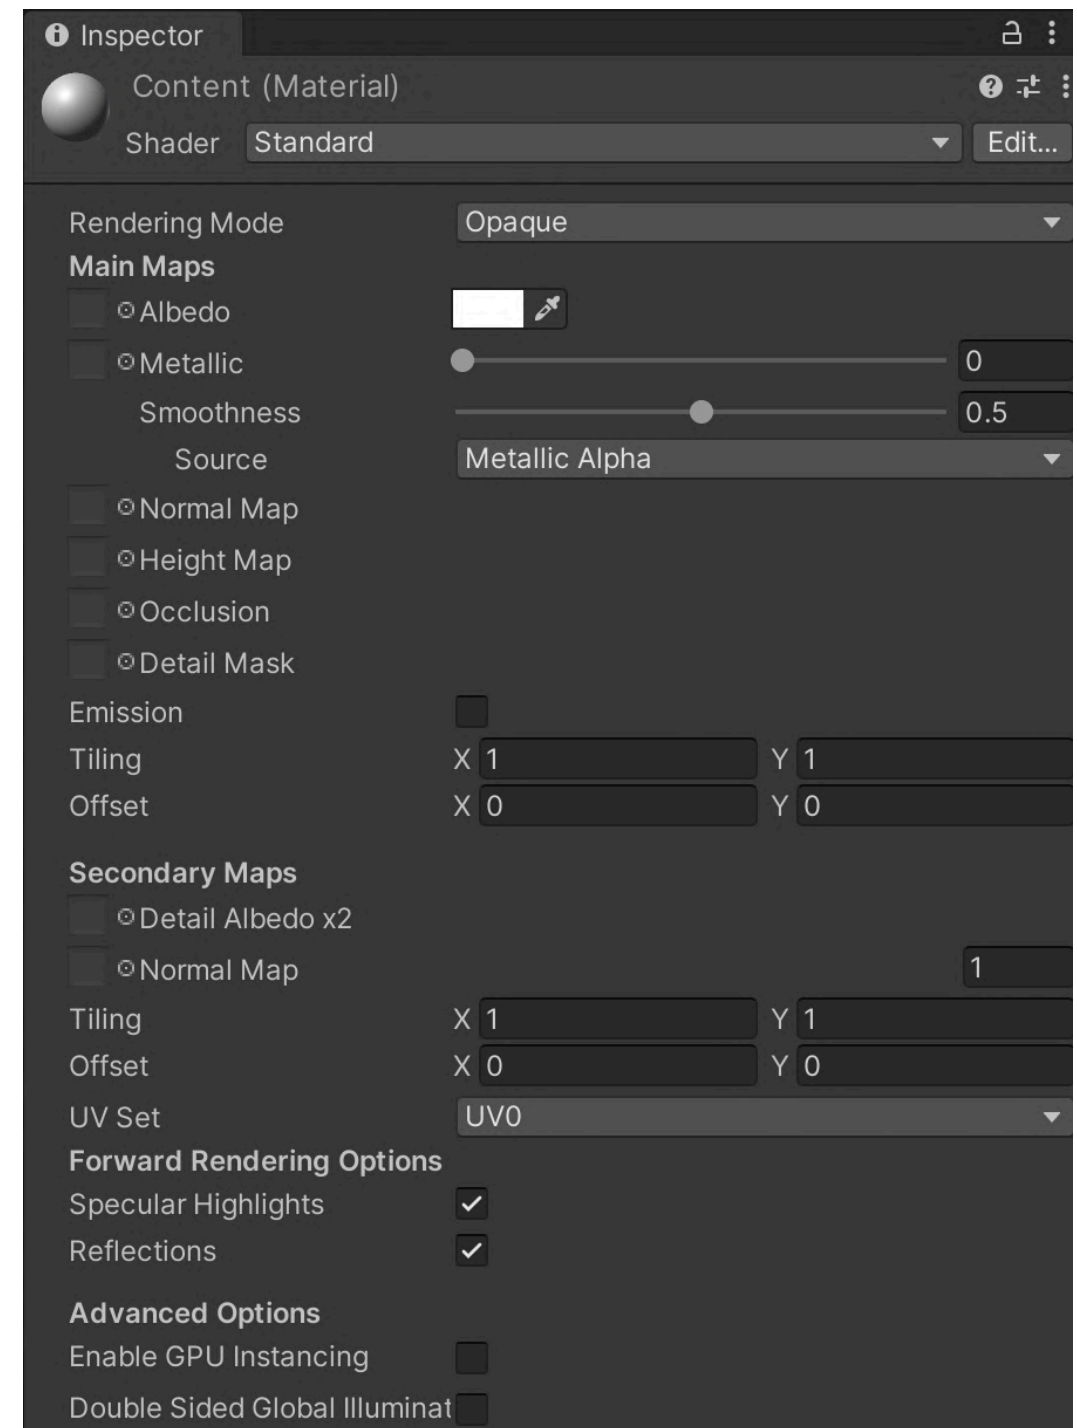 Inspector
Content (Material)
Shader Standard Edit...
Rendering Mode Opaque
Main Maps
Albedo
Metallic 0
Smoothness 0.5
Source Metallic Alpha
Normal Map
Height Map
Occlusion
Detail Mask
Emission
Tiling X 1 Y 1
Offset X 0 Y 0
Secondary Maps
Detail Albedo x2
Normal Map 1
Tiling X 1 Y 1
Offset X 0 Y 0
UV Set UV0
Forward Rendering Options
Specular Highlights
Reflections
Advanced Options
Enable GPU Instancing
Double Sided Global Illuminat